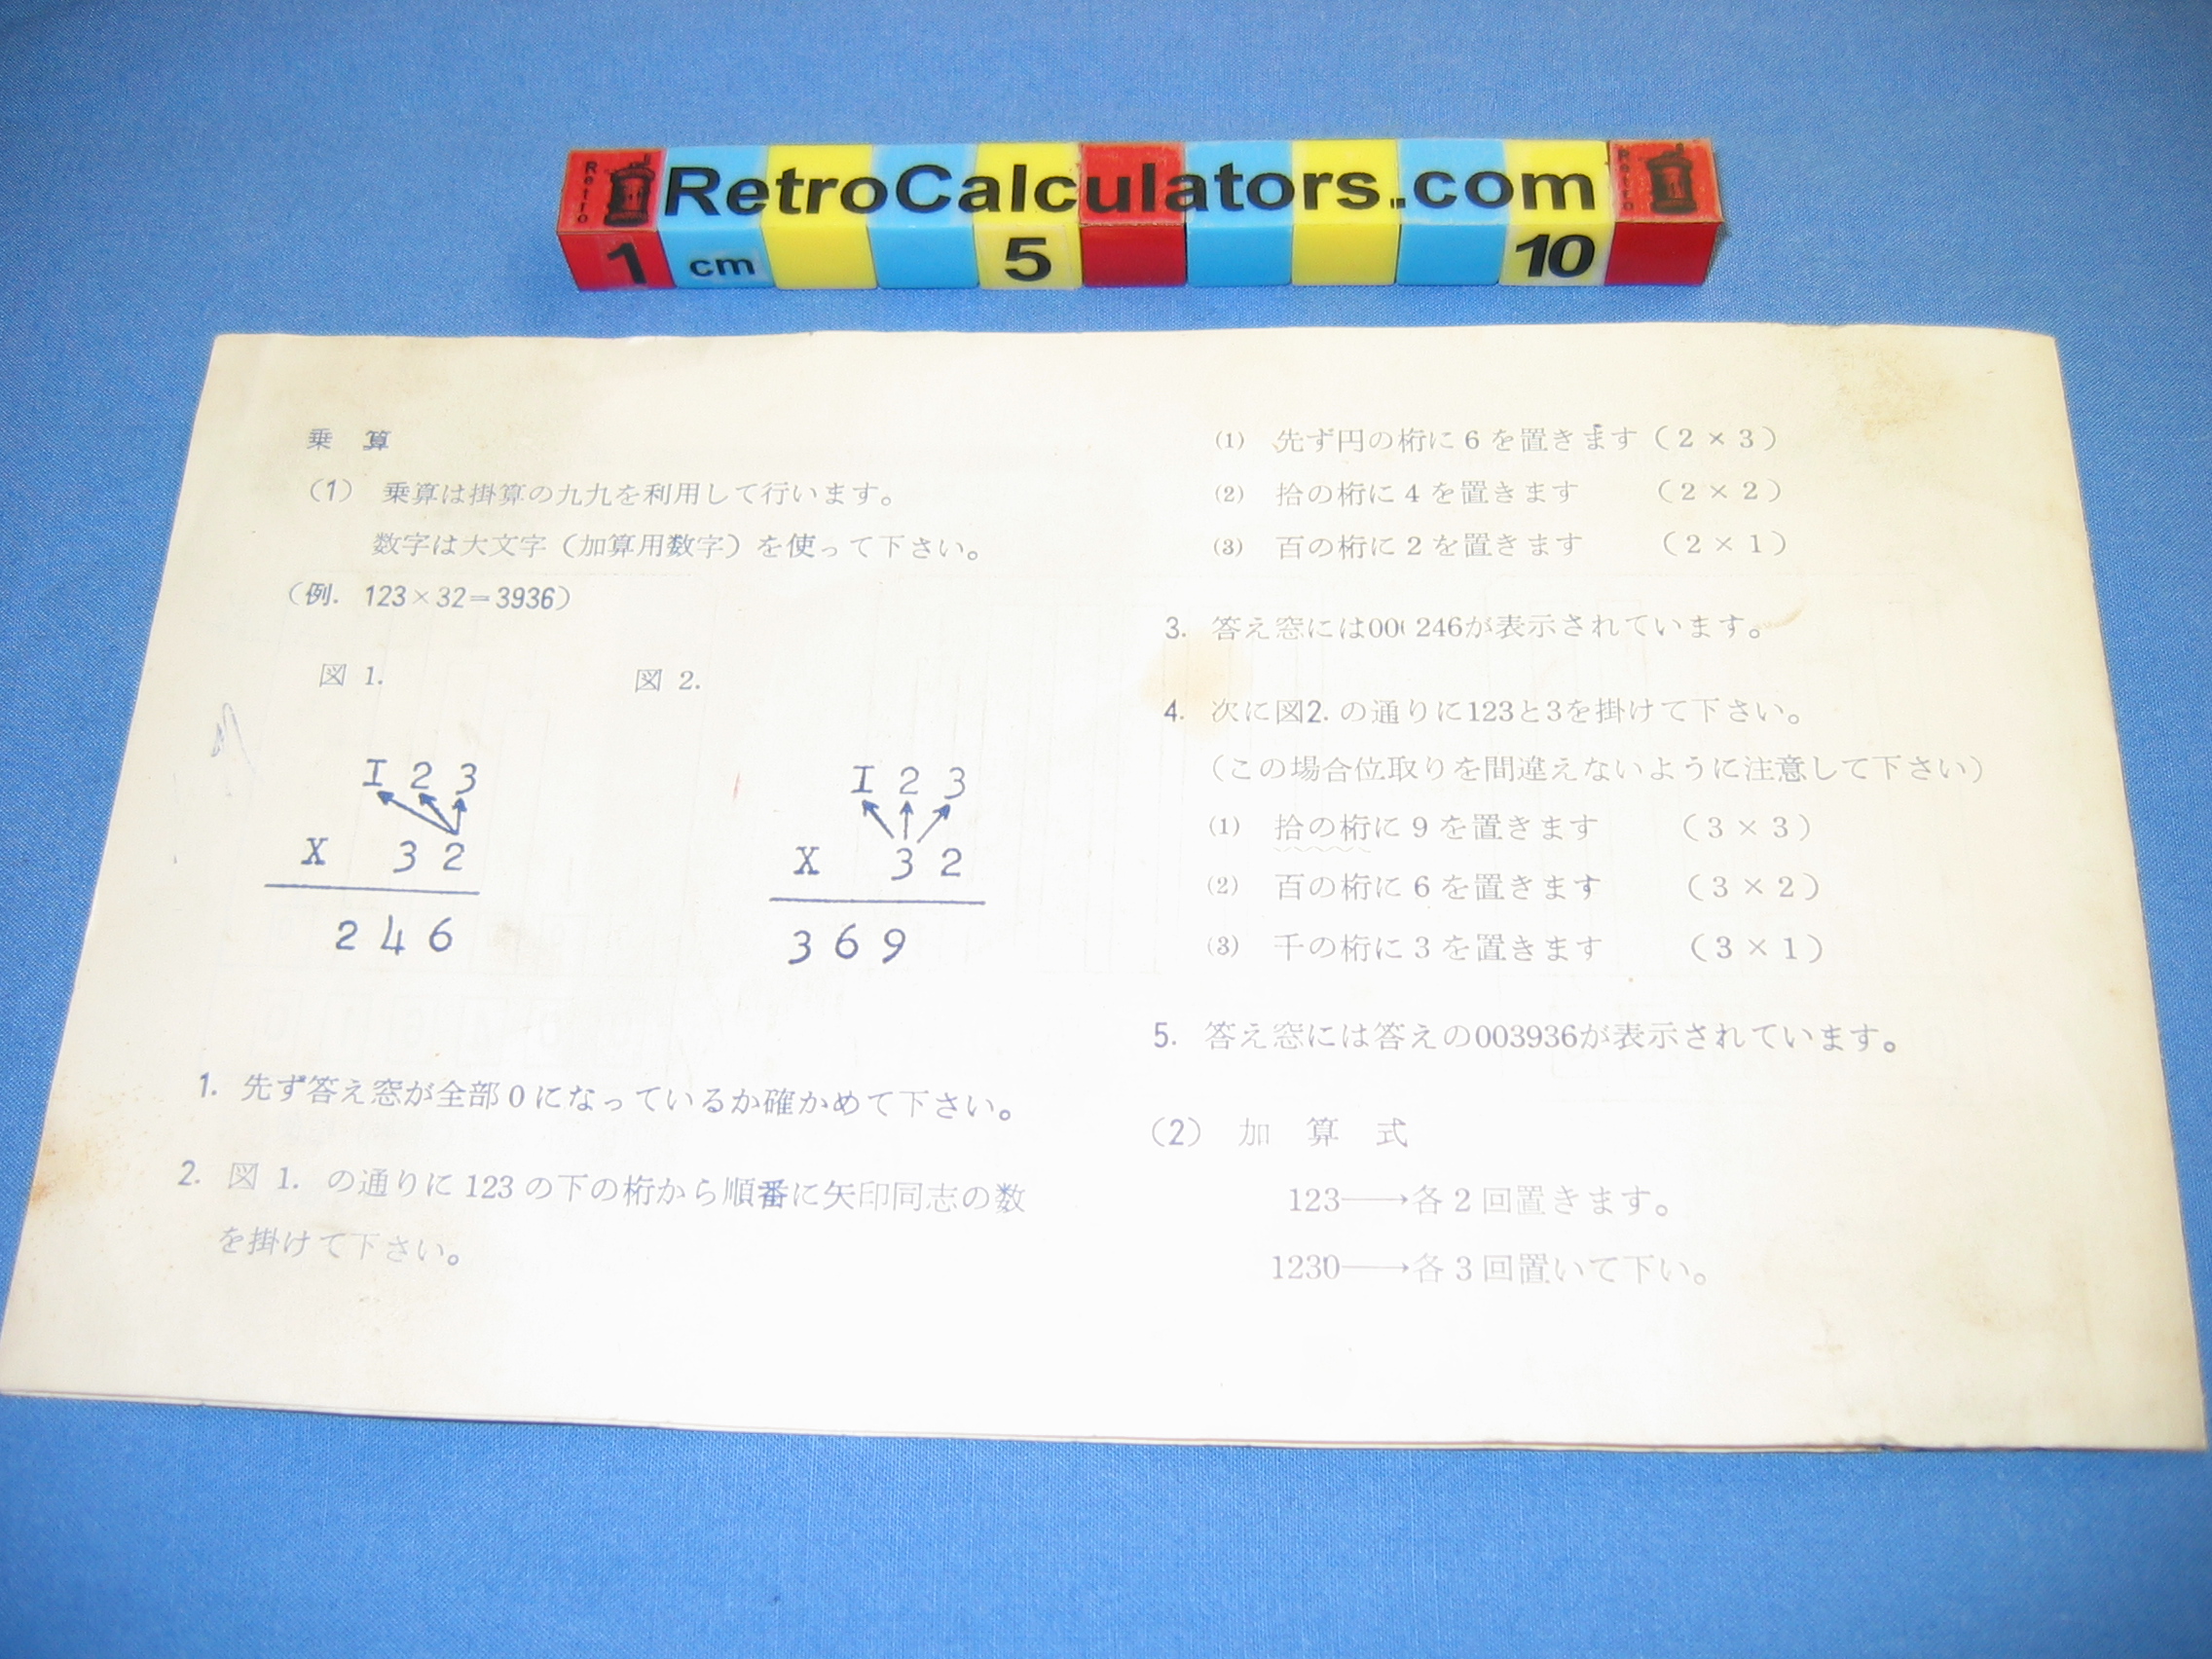 Retro RetroCalculators.com Retro
1 cm 5 10
乗 算
(1) 乗算は掛算の九九を利用して行います。
数字は大文字（加算用数字）を使って下さい。
（例. 123×32＝3936）
図 1. 図 2.
I 2 3
X 3 2
2 4 6
I 2 3
X 3 2
3 6 9
1. 先ず答え窓が全部0になっているか確かめて下さい。
2. 図 1. の通りに123の下の桁から順番に矢印同志の数
を掛けて下さい。
(1) 先ず円の桁に6を置きます（2×3）
(2) 拾の桁に4を置きます （2×2）
(3) 百の桁に2を置きます （2×1）
3. 答え窓には000246が表示されています。
4. 次に図2. の通りに123と3を掛けて下さい。
（この場合位取りを間違えないように注意して下さい）
(1) 拾の桁に9を置きます （3×3）
(2) 百の桁に6を置きます （3×2）
(3) 千の桁に3を置きます （3×1）
5. 答え窓には答えの003936が表示されています。
(2) 加 算 式
123→各2回置きます。
1230→各3回置いて下い。